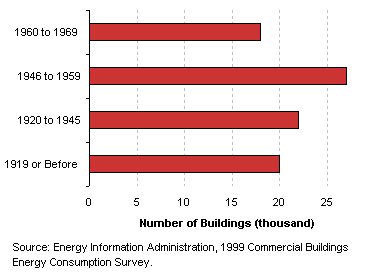 1960 to 1969
1946 to 1959
1920 to 1945
1919 or Before
0 5 10 15 20 25
Number of Buildings (thousand)
Source: Energy Information Administration, 1999 Commercial Buildings
Energy Consumption Survey.